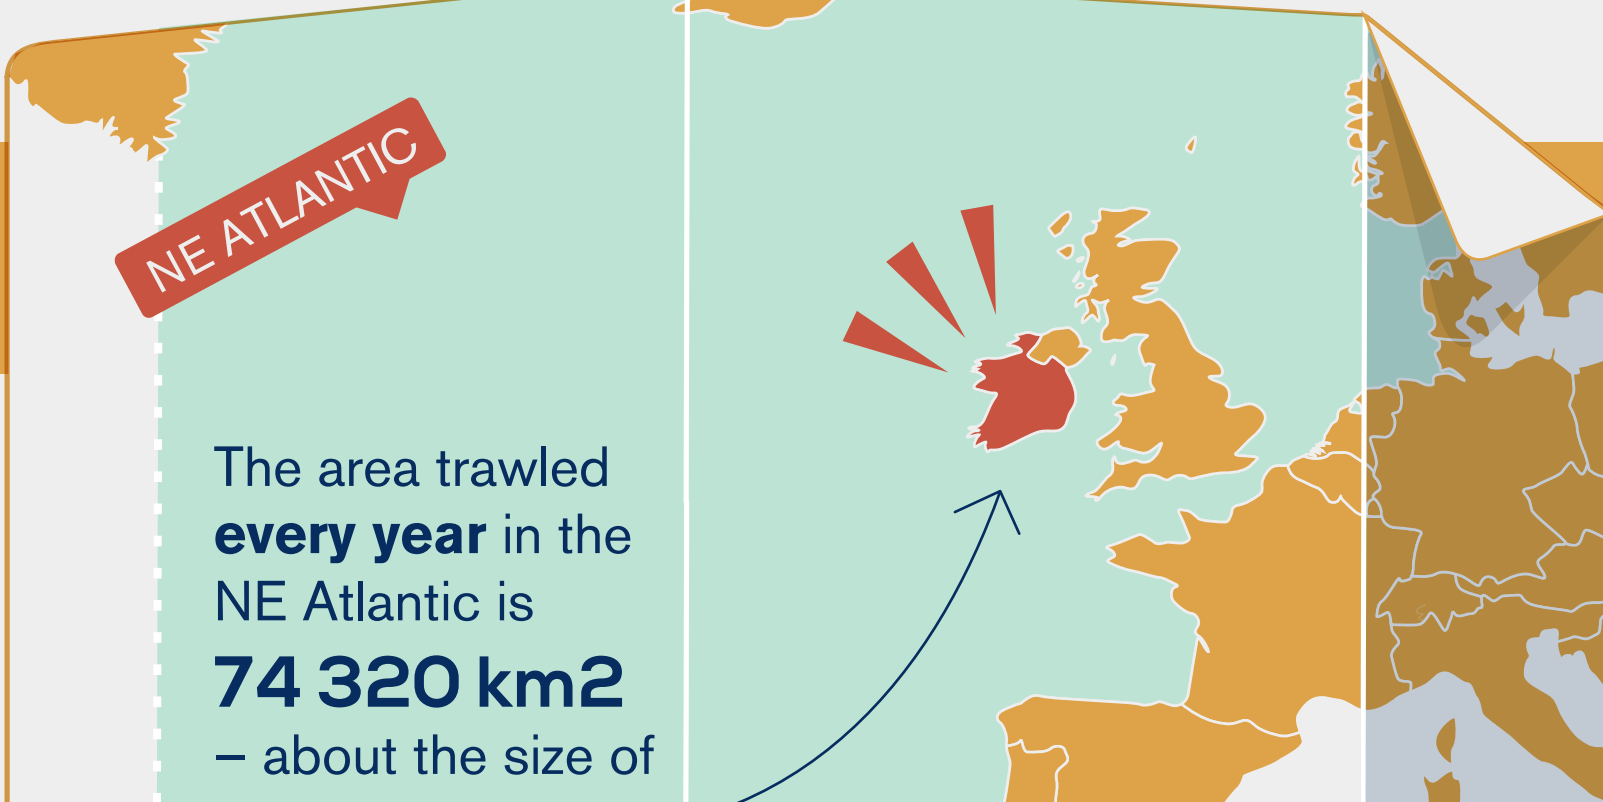 NE ATLANTIC
The area trawled
every year in the
NE Atlantic is
74 320 km2
– about the size of